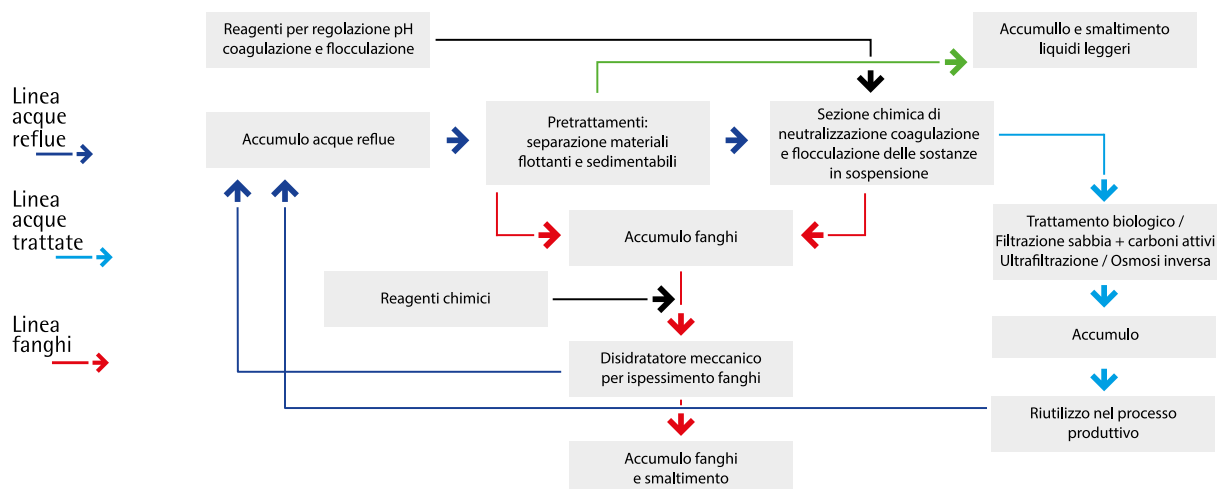 Reagenti per regolazione pH
coagulazione e flocculazione
Accumullo e smaltimento
liquidi leggeri
Linea
acque
reflue
Accumulo acque reflue
Pretrattamenti:
separazione materiali
flottanti e sedimentabili
Sezione chimica di
neutralizzazione coagulazione
e flocculazione delle sostanze
in sospensione
Linea
acque
trattate
Accumulo fanghi
Trattamento biologico /
Filtrazione sabbia + carboni attivi
Ultrafiltrazione / Osmosi inversa
Reagenti chimici
Linea
fanghi
Accumulo
Disidratatore meccanico
per ispessimento fanghi
Riutilizzo nel processo
produttivo
Accumulo fanghi
e smaltimento